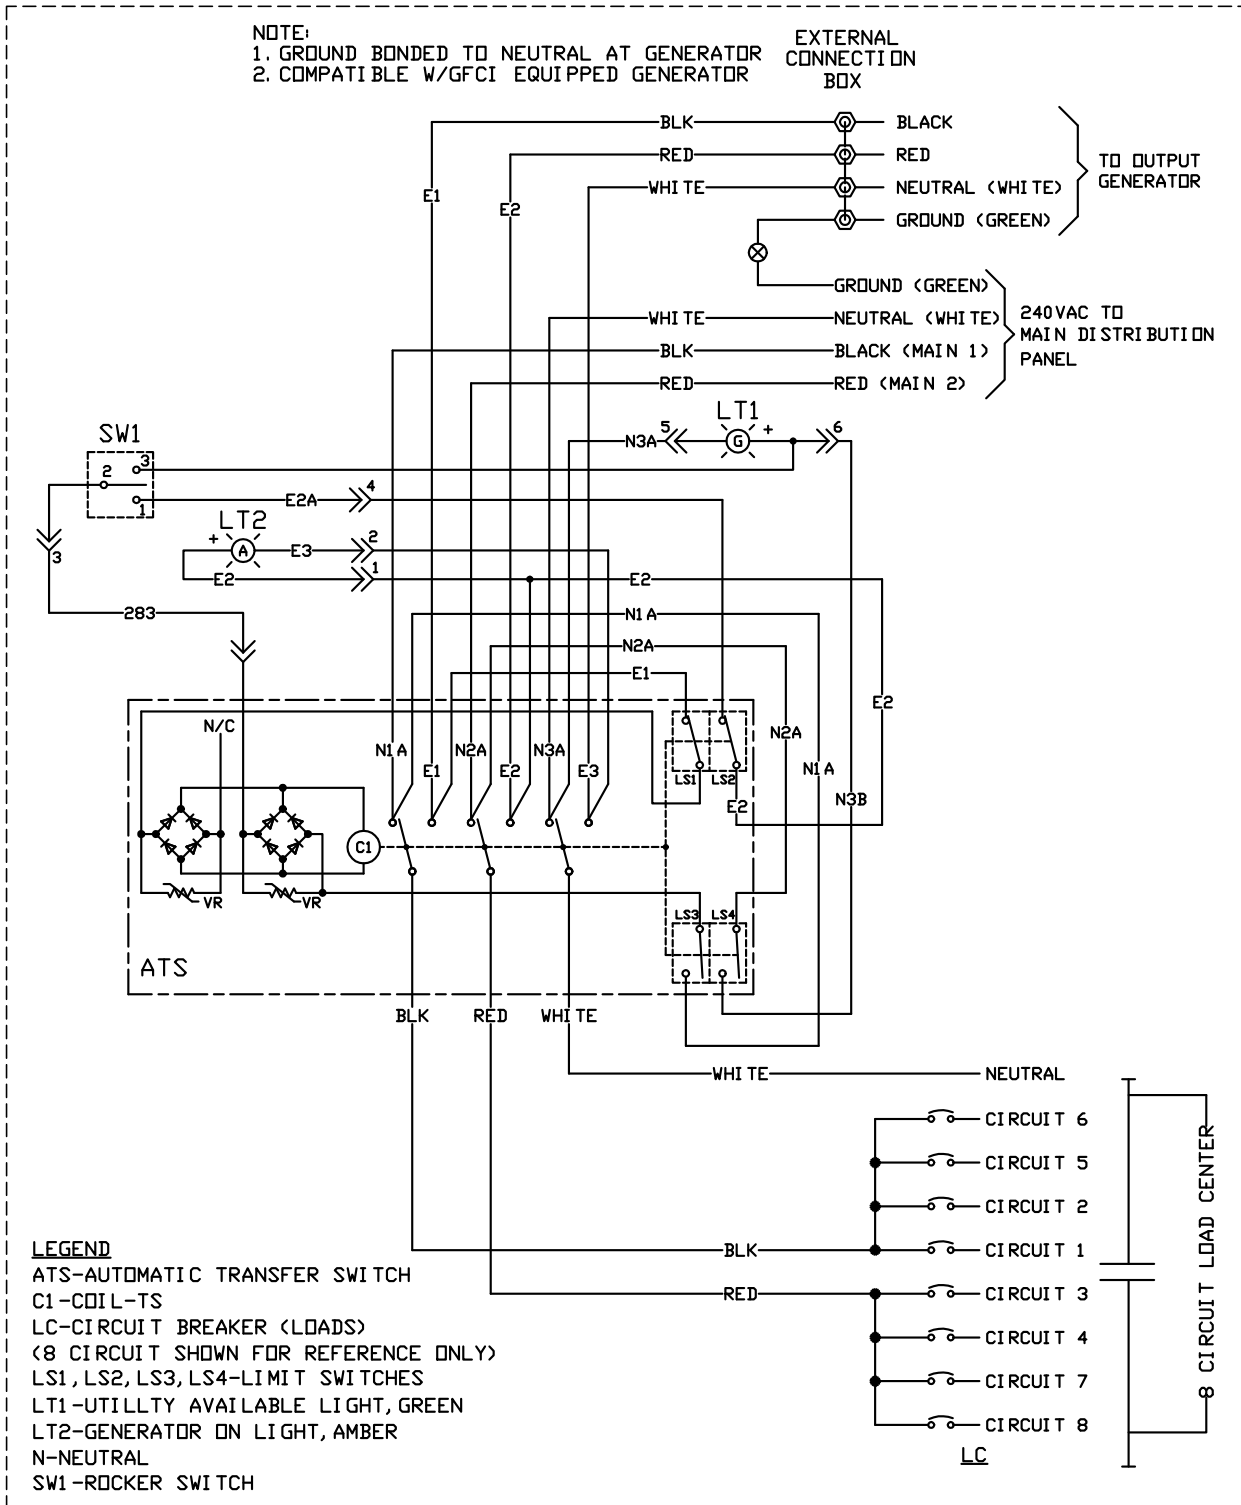 NOTE:
1. GROUND BONDED TO NEUTRAL AT GENERATOR
2. COMPATIBLE W/GFCI EQUIPPED GENERATOR
EXTERNAL
CONNECTION
BOX
BLK
BLACK
RED
RED
WHITE
NEUTRAL (WHITE)
GROUND (GREEN)
TO OUTPUT
GENERATOR
E1
E2
GROUND (GREEN)
WHITE
NEUTRAL (WHITE)
BLK
BLACK (MAIN 1)
RED
RED (MAIN 2)
240VAC TO
MAIN DISTRIBUTION
PANEL
LT1
N3A
5
G
+
6
SW1
3
2
1
E2A
4
LT2
+
A
E3
2
E2
1
E2
3
283
N1A
N2A
E1
E2
N/C
N1A
E1
N2A
E2
N3A
E3
LS1
LS2
E2
N2A
N1A
N3B
C1
VR
VR
LS3
LS4
ATS
BLK
RED
WHITE
WHITE
NEUTRAL
CIRCUIT 6
CIRCUIT 5
CIRCUIT 2
BLK
CIRCUIT 1
RED
CIRCUIT 3
CIRCUIT 4
CIRCUIT 7
CIRCUIT 8
LC
8 CIRCUIT LOAD CENTER
LEGEND
ATS-AUTOMATIC TRANSFER SWITCH
C1-COIL-TS
LC-CIRCUIT BREAKER (LOADS)
(8 CIRCUIT SHOWN FOR REFERENCE ONLY)
LS1,LS2,LS3,LS4-LIMIT SWITCHES
LT1-UTILLTY AVAILABLE LIGHT, GREEN
LT2-GENERATOR ON LIGHT, AMBER
N-NEUTRAL
SW1-ROCKER SWITCH